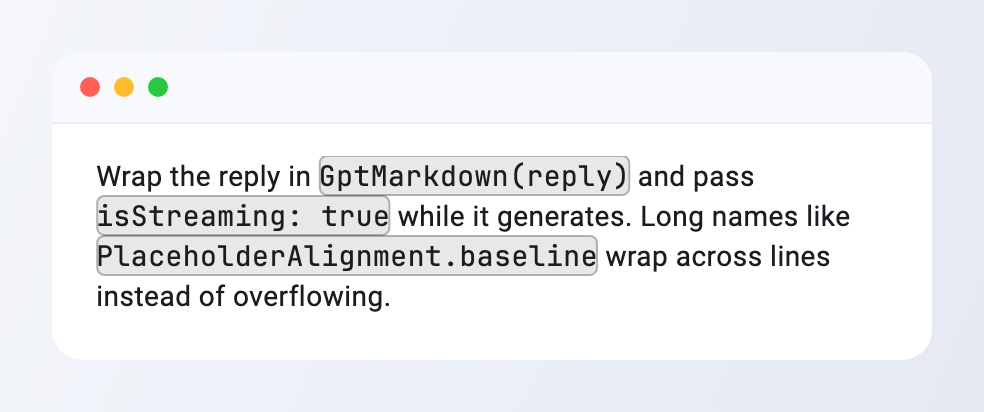 Wrap the reply in GptMarkdown(reply) and pass
isStreaming: true while it generates. Long names like
PlaceholderAlignment.baseline wrap across lines
instead of overflowing.